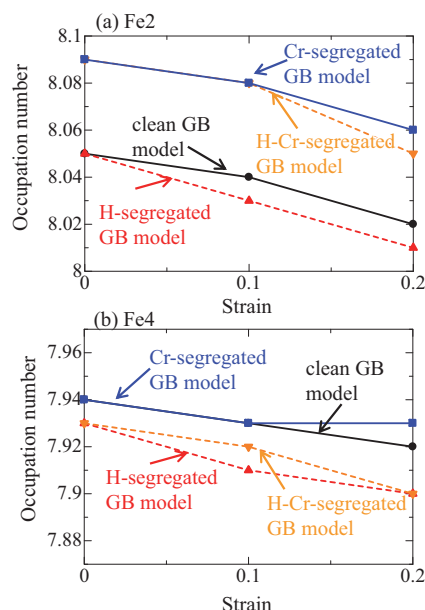 (a) Fe2
8.1
8.08
8.06
8.04
8.02
8
Occupation number
Cr-segregated
GB model
H-Cr-segregated
GB model
clean GB
model
H-segregated
GB model
0
0.1
0.2
Strain
(b) Fe4
7.96
7.94
7.92
7.9
7.88
Occupation number
Cr-segregated
GB model
clean GB
model
H-segregated
GB model
H-Cr-segregated
GB model
0
0.1
0.2
Strain